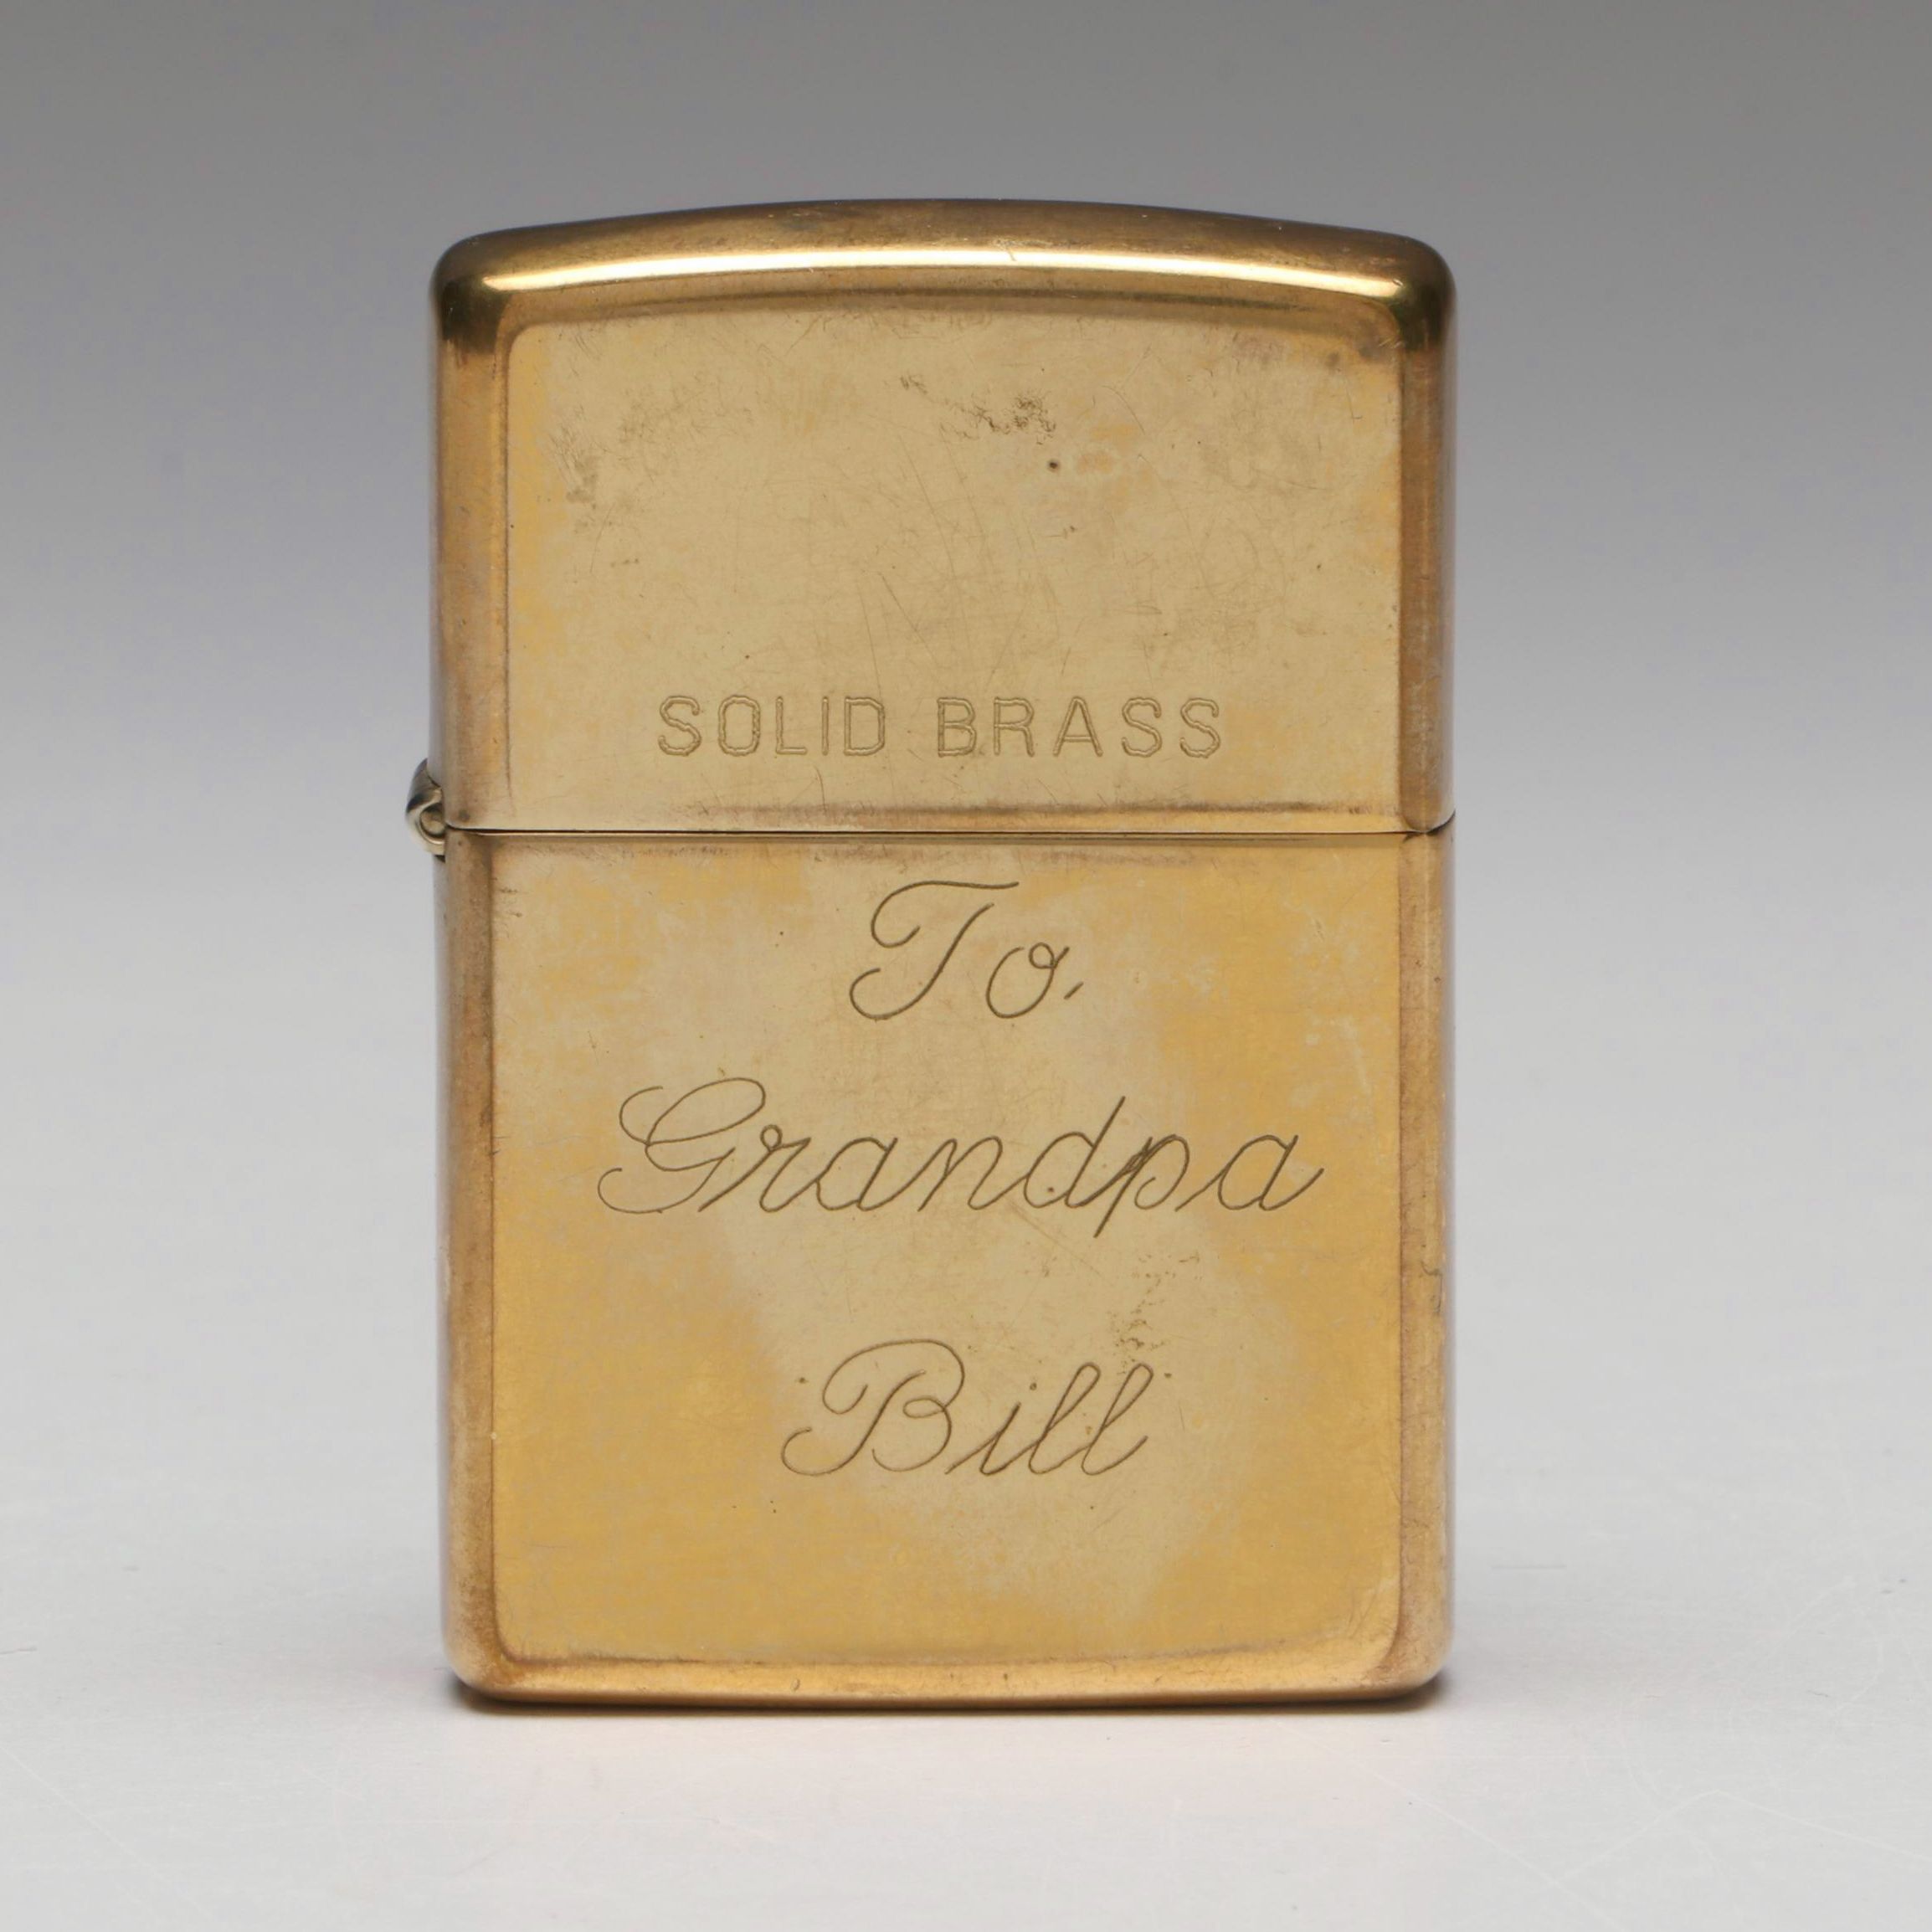 SOLID BRASS
To,
Grandpa
Bill